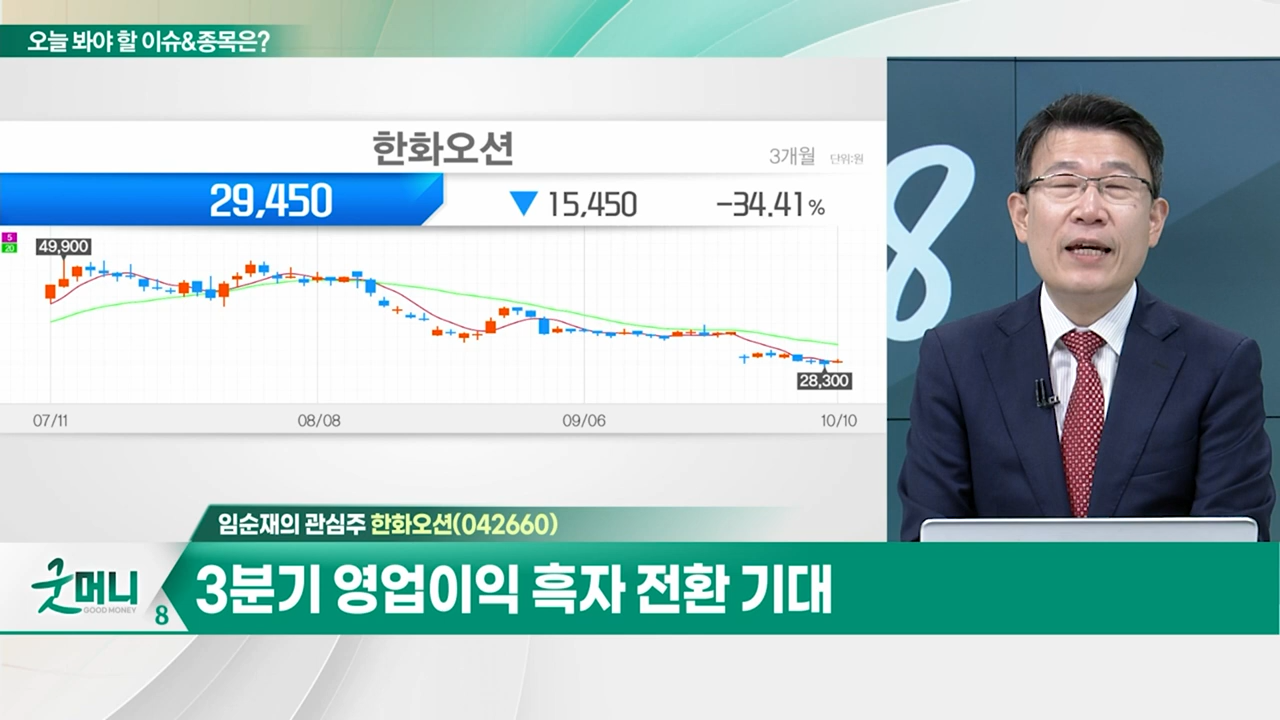 오늘 봐야 할 이슈&종목은?
한화오션
3개월 단위:원
29,450 ▼ 15,450 -34.41%
5
20
49,900
28,300
07/11 08/08 09/06 10/10
8
임순재의 관심주 한화오션(042660)
굿머니
GOOD MONEY
8
3분기 영업이익 흑자 전환 기대